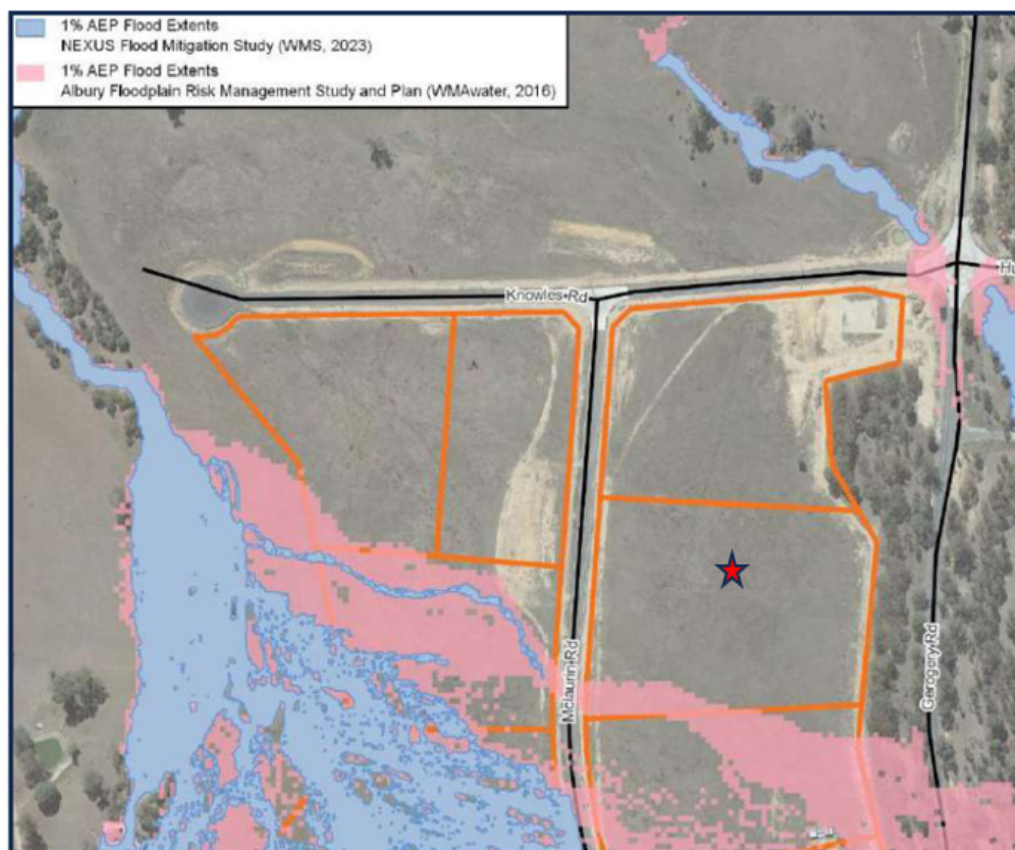 1% AEP Flood Extents
NEXUS Flood Mitigation Study (WMS, 2023)
1% AEP Flood Extents
Albury Floodplain Risk Management Study and Plan (WMAwater, 2016)
Knowles Rd
Hu
Mclaurin Rd
Gerogery Rd